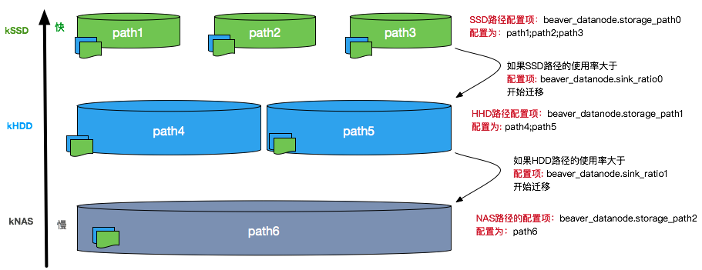 kSSD
快
path1
path2
path3
SSD路径配置项：beaver_datanode.storage_path0
配置为：path1;path2;path3
如果SSD路径的使用率大于
配置项: beaver_datanode.sink_ratio0
开始迁移
kHDD
path4
path5
HHD路径配置项：beaver_datanode.storage_path1
配置为: path4;path5
如果HDD路径的使用率大于
配置项: beaver_datanode.sink_ratio1
开始迁移
kNAS
慢
path6
NAS路径的配置项：beaver_datanode.storage_path2
配置为：path6